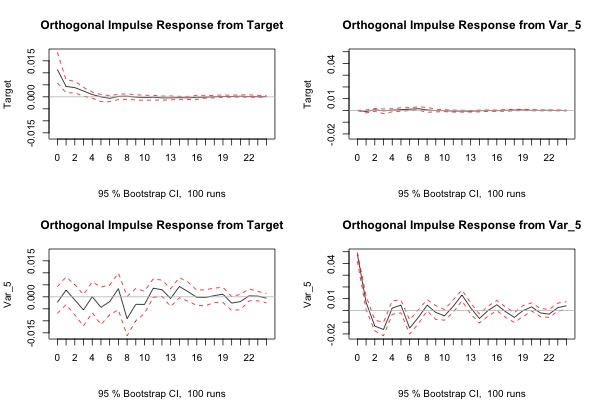 Orthogonal Impulse Response from Target
Orthogonal Impulse Response from Var_5
Target
0.015
0.000
-0.015
0 2 4 6 8 10 13 16 19 22
95 % Bootstrap CI, 100 runs
Target
0.04
0.01
-0.02
0 2 4 6 8 10 13 16 19 22
95 % Bootstrap CI, 100 runs
Orthogonal Impulse Response from Target
Orthogonal Impulse Response from Var_5
Var_5
0.015
0.000
-0.015
0 2 4 6 8 10 13 16 19 22
95 % Bootstrap CI, 100 runs
Var_5
0.04
0.01
-0.02
0 2 4 6 8 10 13 16 19 22
95 % Bootstrap CI, 100 runs